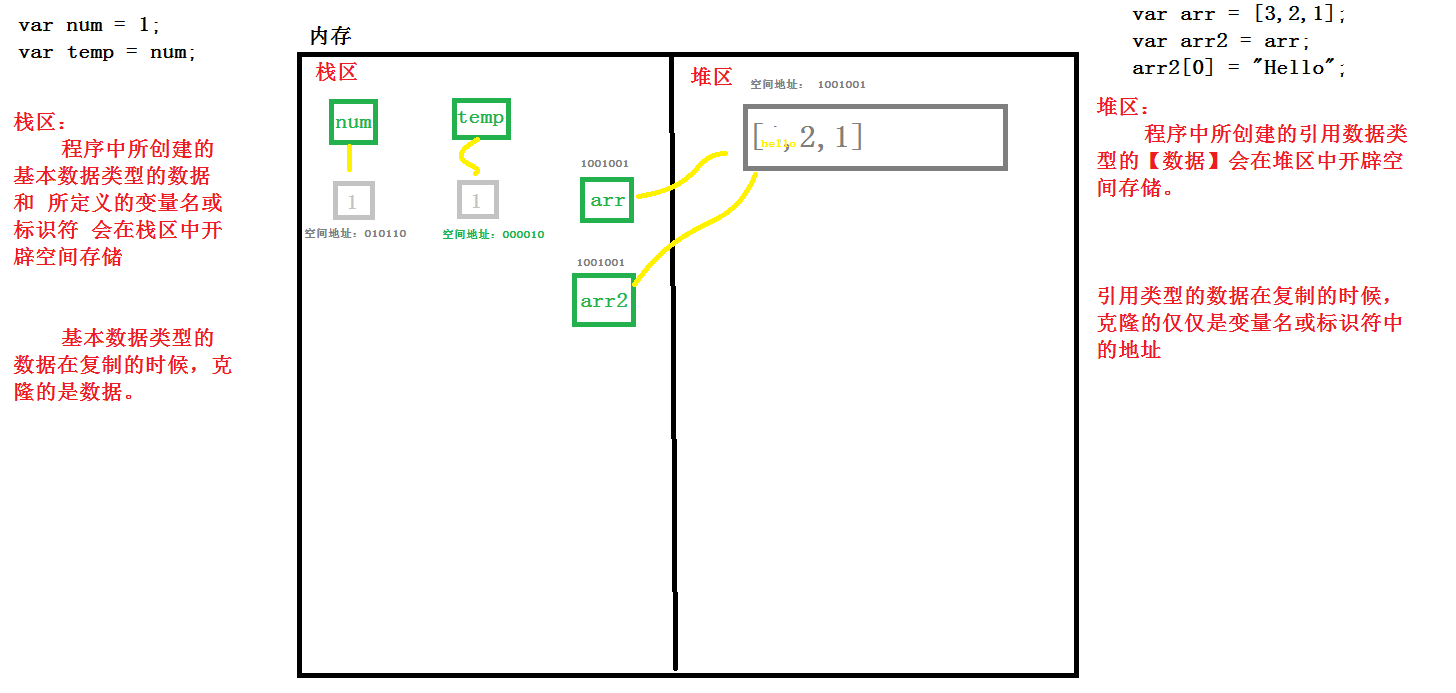 var num = 1;
var temp = num;
栈区：
程序中所创建的
基本数据类型的数据
和 所定义的变量名或
标识符 会在栈区中开
辟空间存储
基本数据类型的
数据在复制的时候，克
隆的是数据。
内存
栈区
num
temp
1
1
空间地址：010110
空间地址：000010
1001001
arr
1001001
arr2
堆区
空间地址： 1001001
[hello,2,1]
var arr = [3,2,1];
var arr2 = arr;
arr2[0] = "Hello";
堆区：
程序中所创建的引用数据类
型的【数据】会在堆区中开辟空
间存储。
引用类型的数据在复制的时候，
克隆的仅仅是变量名或标识符中
的地址